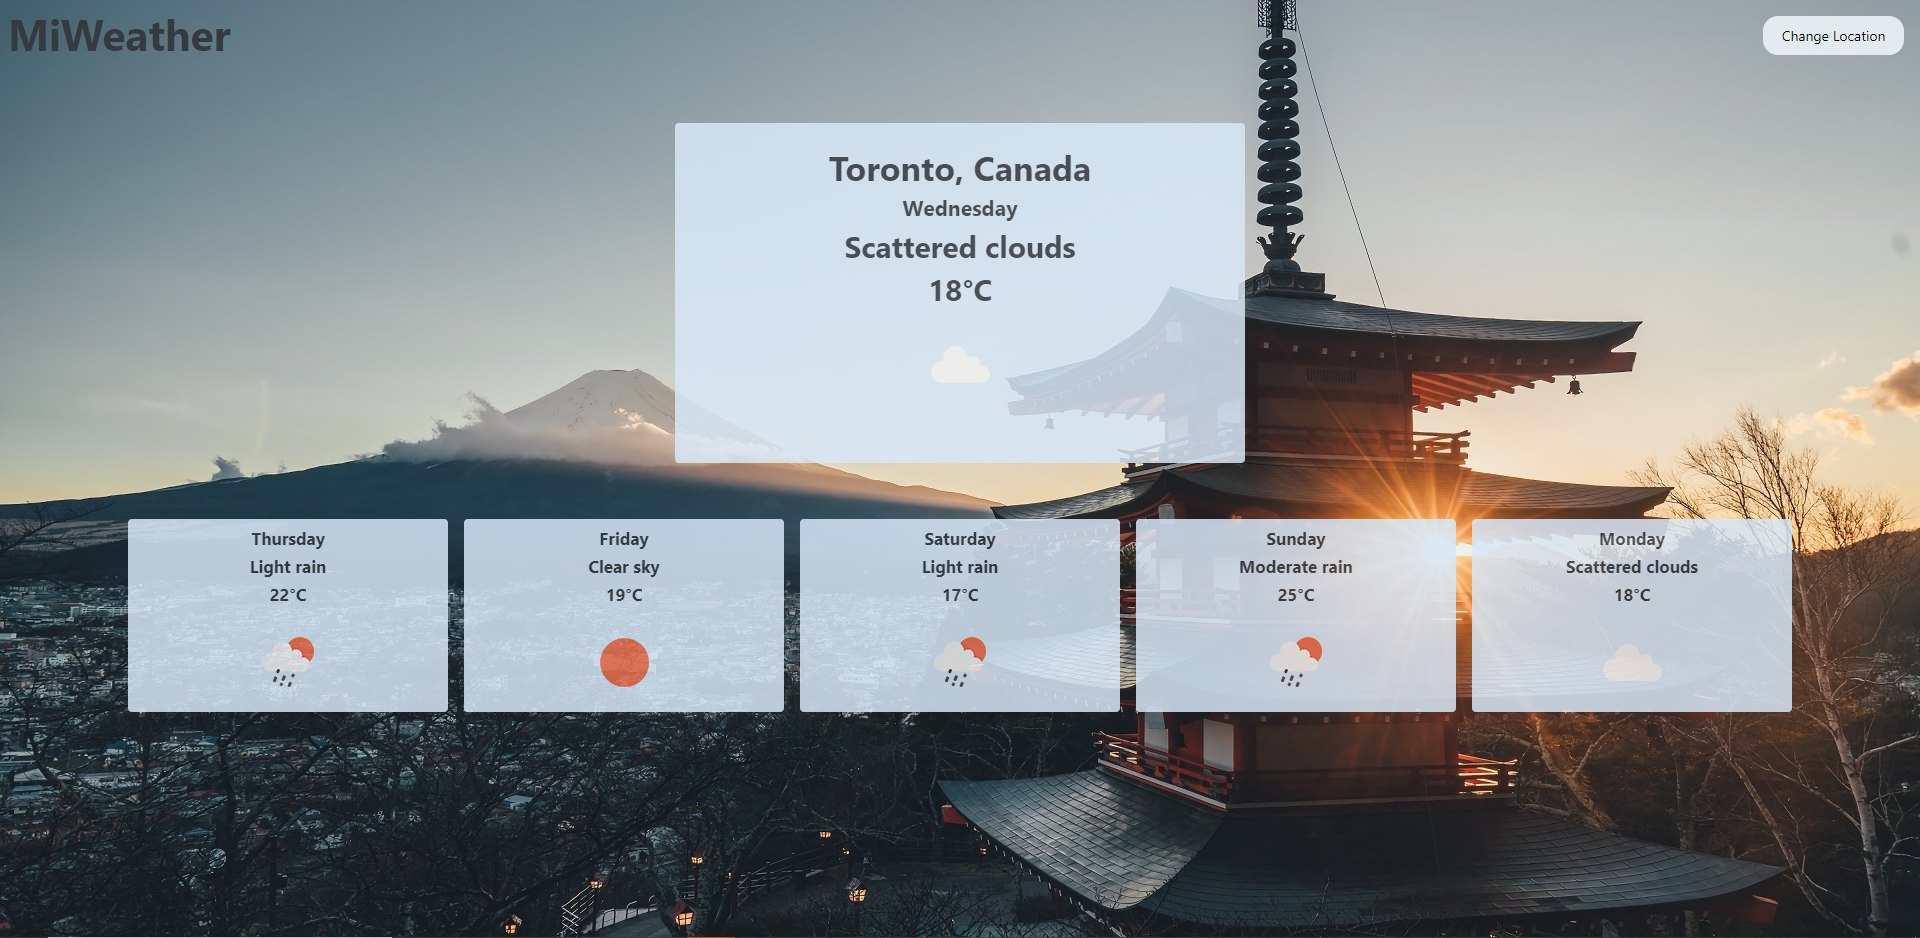 MiWeather
Change Location
Toronto, Canada
Wednesday
Scattered clouds
18°C
Thursday
Light rain
22°C
Friday
Clear sky
19°C
Saturday
Light rain
17°C
Sunday
Moderate rain
25°C
Monday
Scattered clouds
18°C